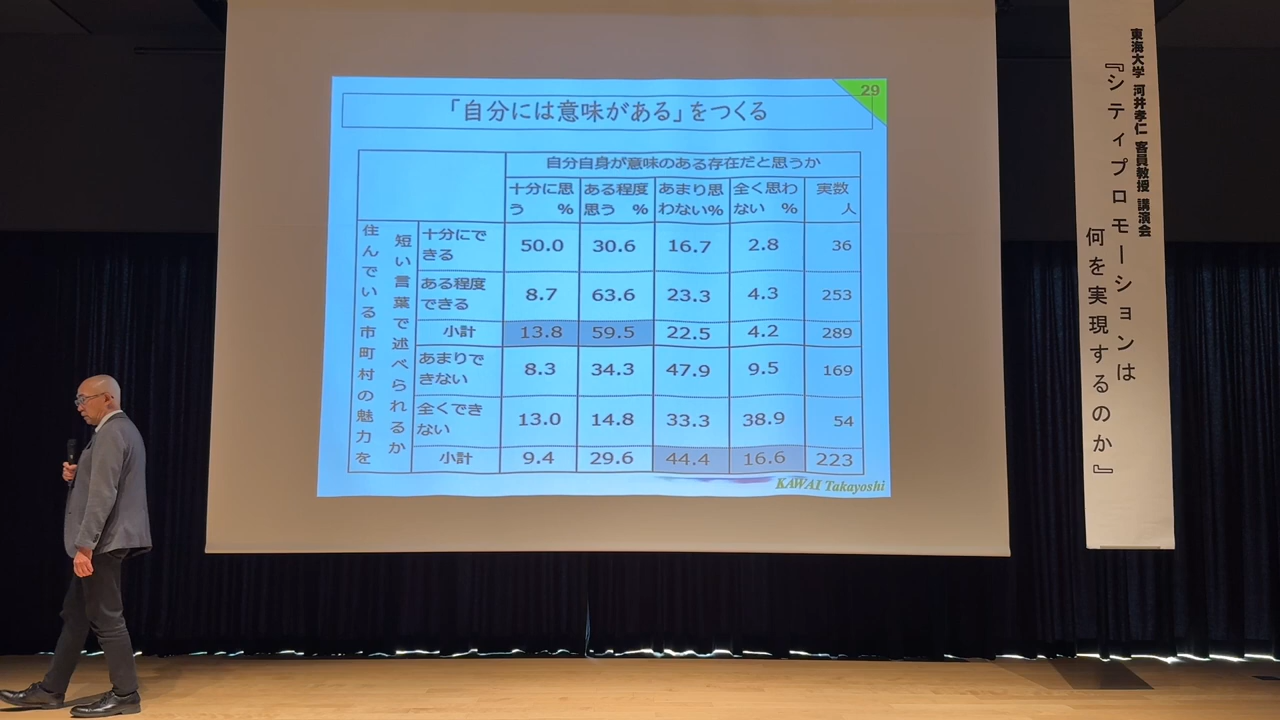 29
「自分には意味がある」をつくる
自分自身が意味のある存在だと思うか
十分に思う %
ある程度思う %
あまり思わない%
全く思わない %
実数人
住んでいる市町村の魅力を
短い言葉で述べられるか
十分にできる 50.0 30.6 16.7 2.8 36
ある程度できる 8.7 63.6 23.3 4.3 253
小計 13.8 59.5 22.5 4.2 289
あまりできない 8.3 34.3 47.9 9.5 169
全くできない 13.0 14.8 33.3 38.9 54
小計 9.4 29.6 44.4 16.6 223
KAWAI Takayoshi
東海大学 河井孝仁 客員教授 講演会
『シティプロモーションは
何を実現するのか』